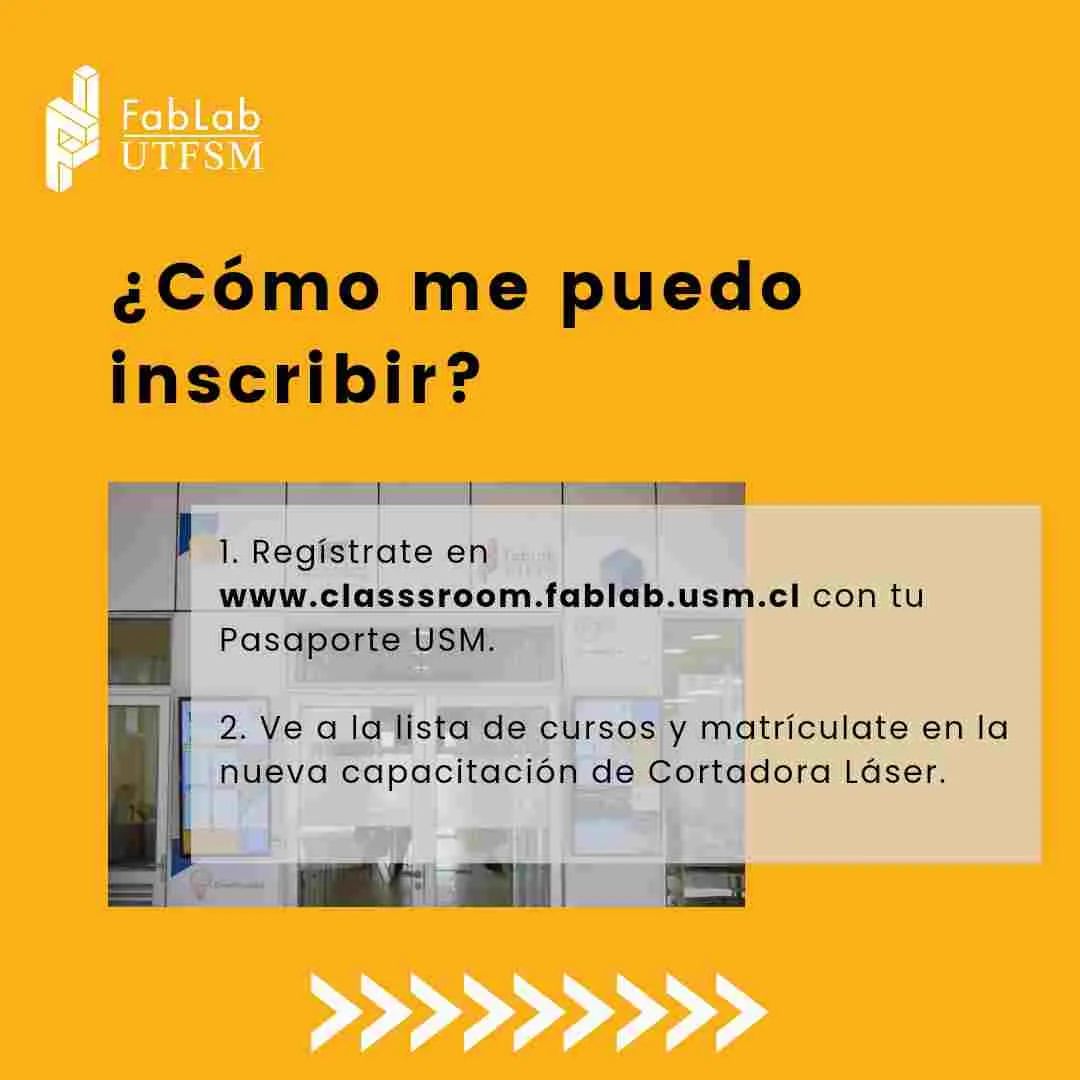 FabLab
UTFSM
¿Cómo me puedo
inscribir?
1. Regístrate en
www.classsroom.fablab.usm.cl con tu
Pasaporte USM.
2. Ve a la lista de cursos y matrículate en la
nueva capacitación de Cortadora Láser.